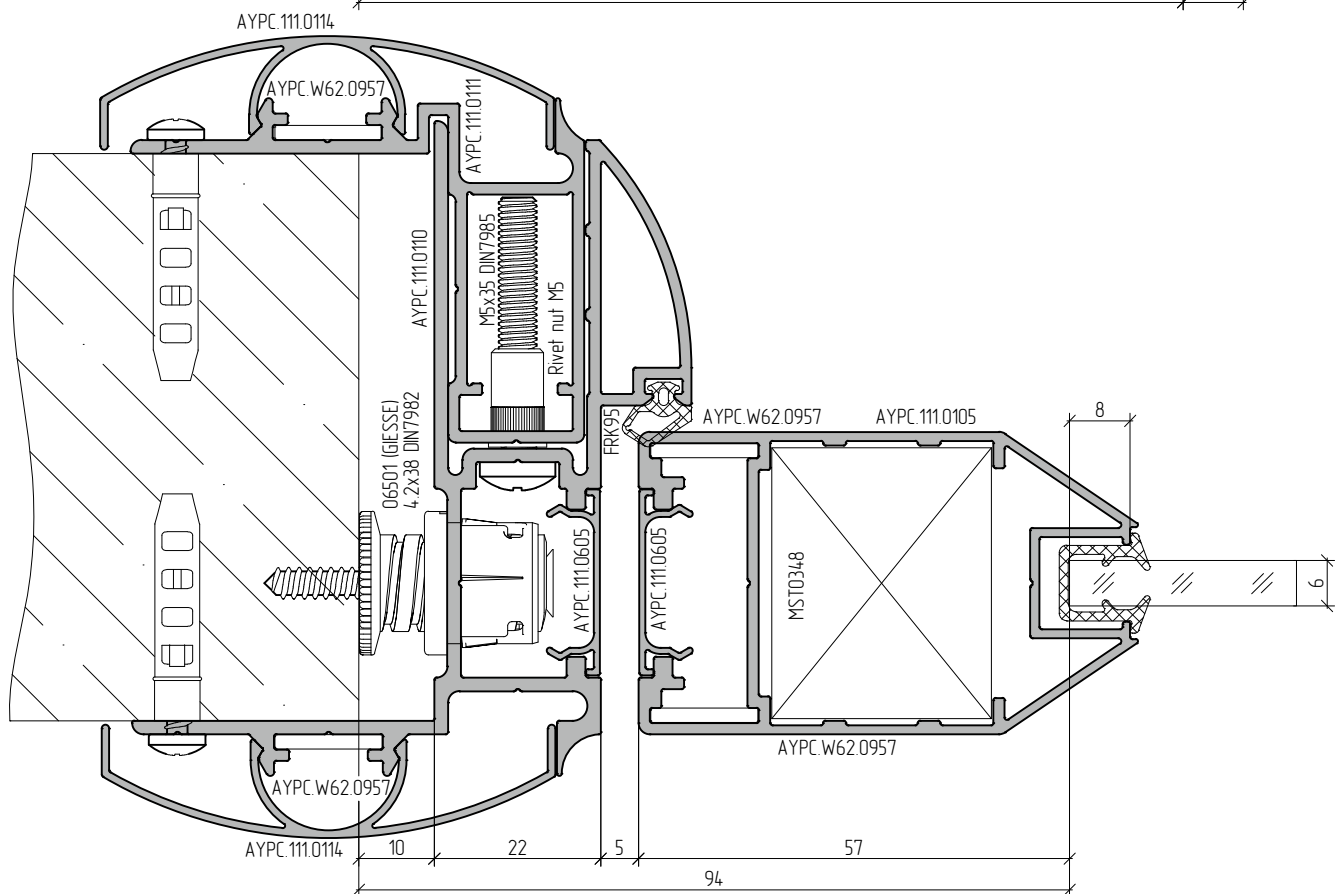 AYPC.111.0114
AYPC.W62.0957
AYPC.111.0111
AYPC.111.0110
M5x35 DIN7985
Rivet nut M5
06501 (GIESSE)
4.2x38 DIN7982
FRK95
AYPC.W62.0957
AYPC.111.0105
8
6
AYPC.111.0605
AYPC.111.0605
MST0348
AYPC.W62.0957
AYPC.W62.0957
AYPC.111.0114
10
22
5
57
94